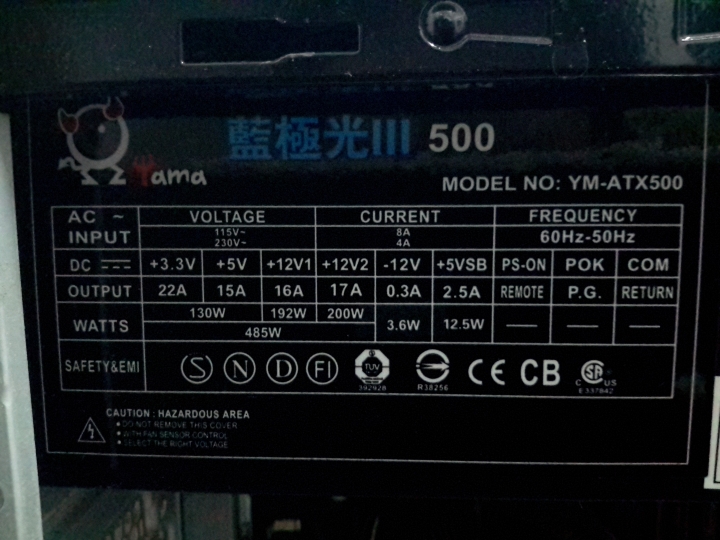 藍極光III 500
Yama
MODEL NO: YM-ATX500
AC ~ INPUT VOLTAGE CURRENT FREQUENCY
115V~ 8A 60Hz-50Hz
230V~ 4A
DC +3.3V +5V +12V1 +12V2 -12V +5VSB PS-ON POK COM
OUTPUT 22A 15A 16A 17A 0.3A 2.5A REMOTE P.G. RETURN
WATTS 130W 192W 200W 3.6W 12.5W
485W
SAFETY&EMI S N D FI TUV 392928 R38256 CE CB C SA US E337842
CAUTION : HAZARDOUS AREA
● DO NOT REMOVE THIS COVER
● WITH FAN SENSOR CONTROL
● SELECT THE RIGHT VOLTAGE